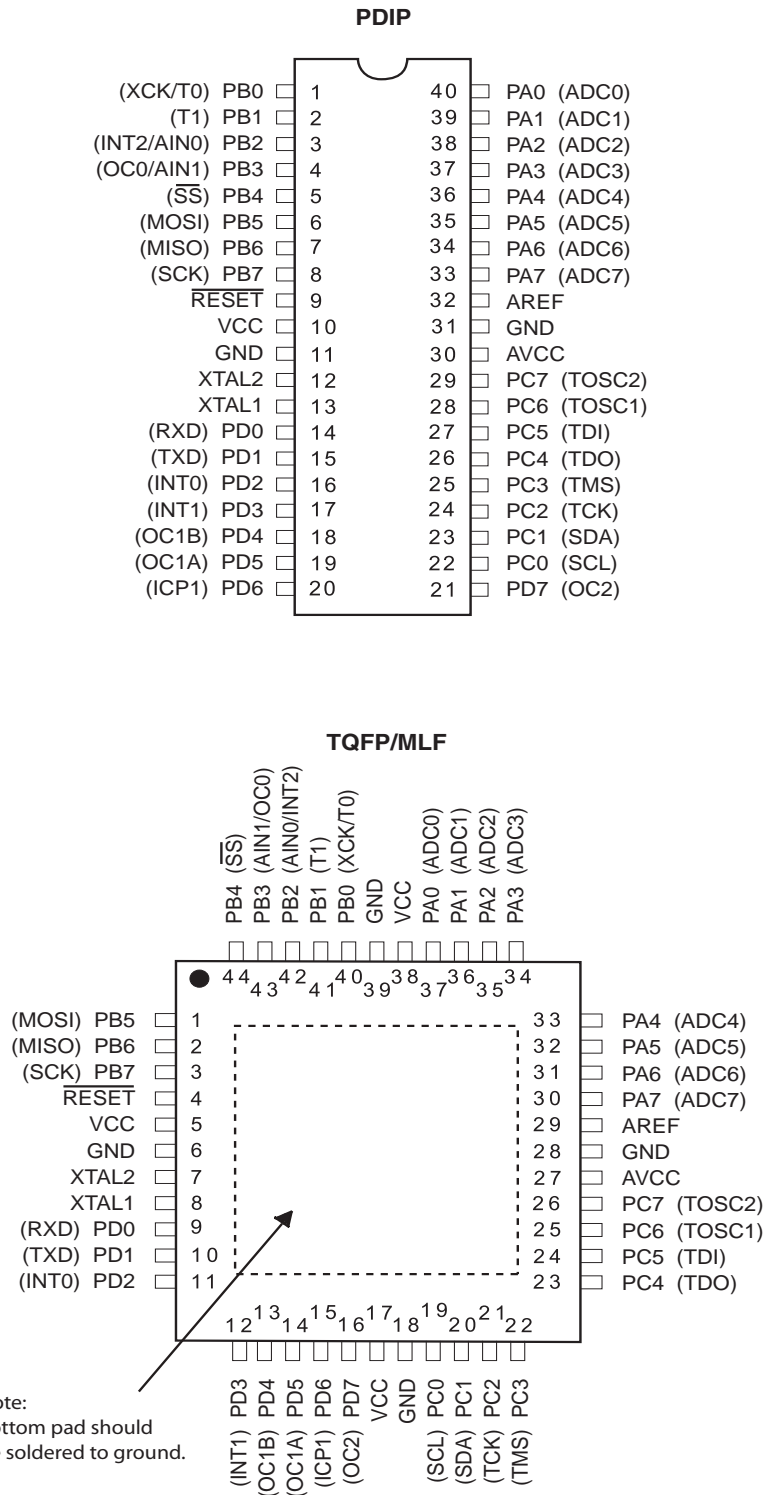 PDIP
(XCK/T0) PB0 1 40 PA0 (ADC0)
(T1) PB1 2 39 PA1 (ADC1)
(INT2/AIN0) PB2 3 38 PA2 (ADC2)
(OC0/AIN1) PB3 4 37 PA3 (ADC3)
(S̅S̅) PB4 5 36 PA4 (ADC4)
(MOSI) PB5 6 35 PA5 (ADC5)
(MISO) PB6 7 34 PA6 (ADC6)
(SCK) PB7 8 33 PA7 (ADC7)
R̅E̅S̅E̅T̅ 9 32 AREF
VCC 10 31 GND
GND 11 30 AVCC
XTAL2 12 29 PC7 (TOSC2)
XTAL1 13 28 PC6 (TOSC1)
(RXD) PD0 14 27 PC5 (TDI)
(TXD) PD1 15 26 PC4 (TDO)
(INT0) PD2 16 25 PC3 (TMS)
(INT1) PD3 17 24 PC2 (TCK)
(OC1B) PD4 18 23 PC1 (SDA)
(OC1A) PD5 19 22 PC0 (SCL)
(ICP1) PD6 20 21 PD7 (OC2)
TQFP/MLF
PB4 (S̅S̅)
PB3 (AIN1/OC0)
PB2 (AIN0/INT2)
PB1 (T1)
PB0 (XCK/T0)
GND
VCC
PA0 (ADC0)
PA1 (ADC1)
PA2 (ADC2)
PA3 (ADC3)
44 43 42 41 40 39 38 37 36 35 34
(MOSI) PB5 1 33 PA4 (ADC4)
(MISO) PB6 2 32 PA5 (ADC5)
(SCK) PB7 3 31 PA6 (ADC6)
R̅E̅S̅E̅T̅ 4 30 PA7 (ADC7)
VCC 5 29 AREF
GND 6 28 GND
XTAL2 7 27 AVCC
XTAL1 8 26 PC7 (TOSC2)
(RXD) PD0 9 25 PC6 (TOSC1)
(TXD) PD1 10 24 PC5 (TDI)
(INT0) PD2 11 23 PC4 (TDO)
12 13 14 15 16 17 18 19 20 21 22
(INT1) PD3
(OC1B) PD4
(OC1A) PD5
(ICP1) PD6
(OC2) PD7
VCC
GND
(SCL) PC0
(SDA) PC1
(TCK) PC2
(TMS) PC3
ote:
ttom pad should
soldered to ground.